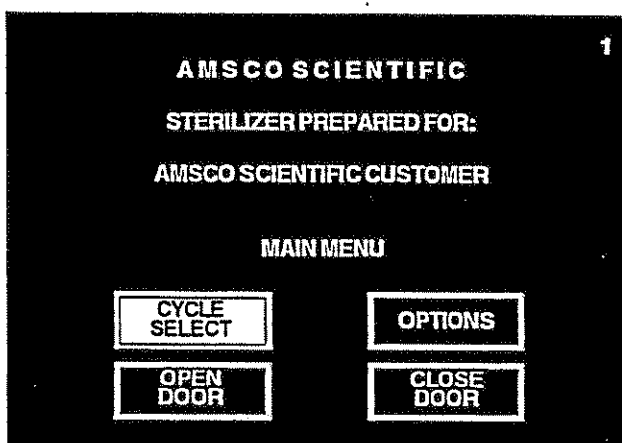 1
AMSCO SCIENTIFIC
STERILIZER PREPARED FOR:
AMSCO SCIENTIFIC CUSTOMER
MAIN MENU
CYCLE
SELECT
OPTIONS
OPEN
DOOR
CLOSE
DOOR